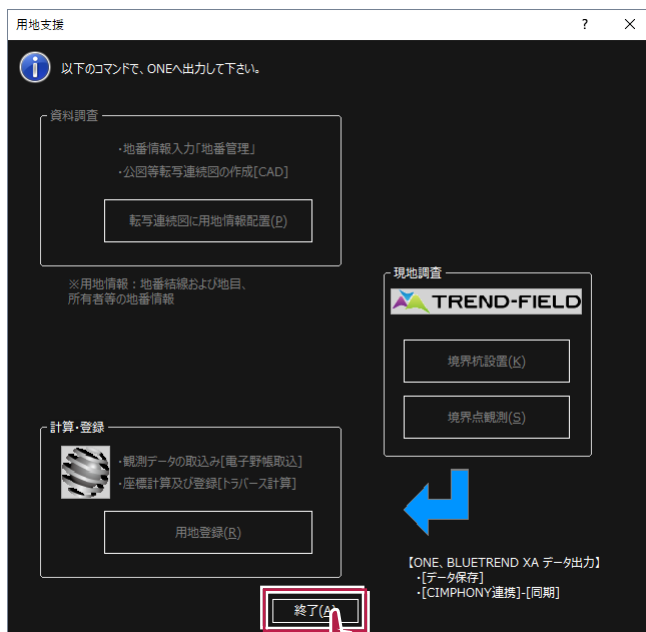 用地支援
以下のコマンドで、ONEへ出力して下さい。
資料調査
・地番情報入力「地番管理」
・公図等転写連続図の作成[CAD]
転写連続図に用地情報配置(P)
※用地情報：地番結線および地目、
所有者等の地番情報
現地調査
TREND-FIELD
境界杭設置(K)
境界点観測(S)
計算・登録
・観測データの取込み[電子野帳取込]
・座標計算及び登録[トラバース計算]
用地登録(R)
【ONE、BLUETREND XA データ出力】
・[データ保存]
・[CIMPHONY連携]-[同期]
終了(A)